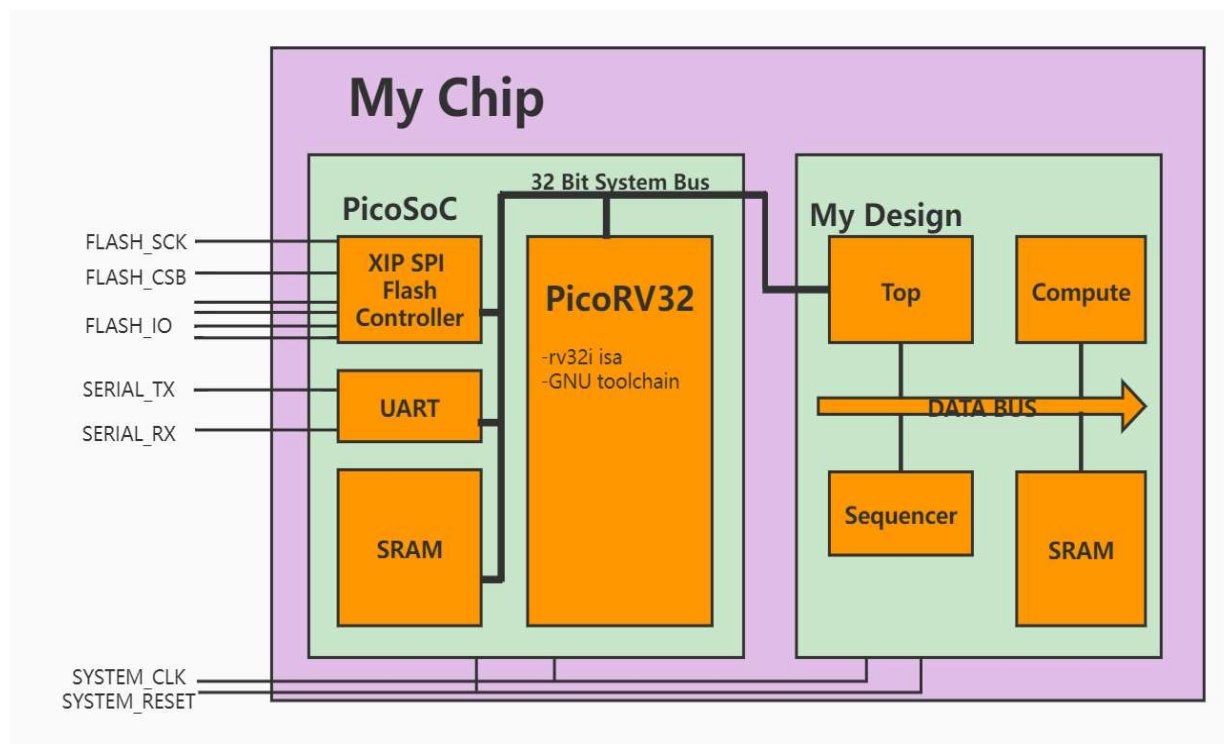 My Chip
32 Bit System Bus
PicoSoC
My Design
FLASH_SCK
FLASH_CSB
FLASH_IO
SERIAL_TX
SERIAL_RX
XIP SPI
Flash
Controller
UART
SRAM
PicoRV32
-rv32i isa
-GNU toolchain
Top
Compute
DATA BUS
Sequencer
SRAM
SYSTEM_CLK
SYSTEM_RESET